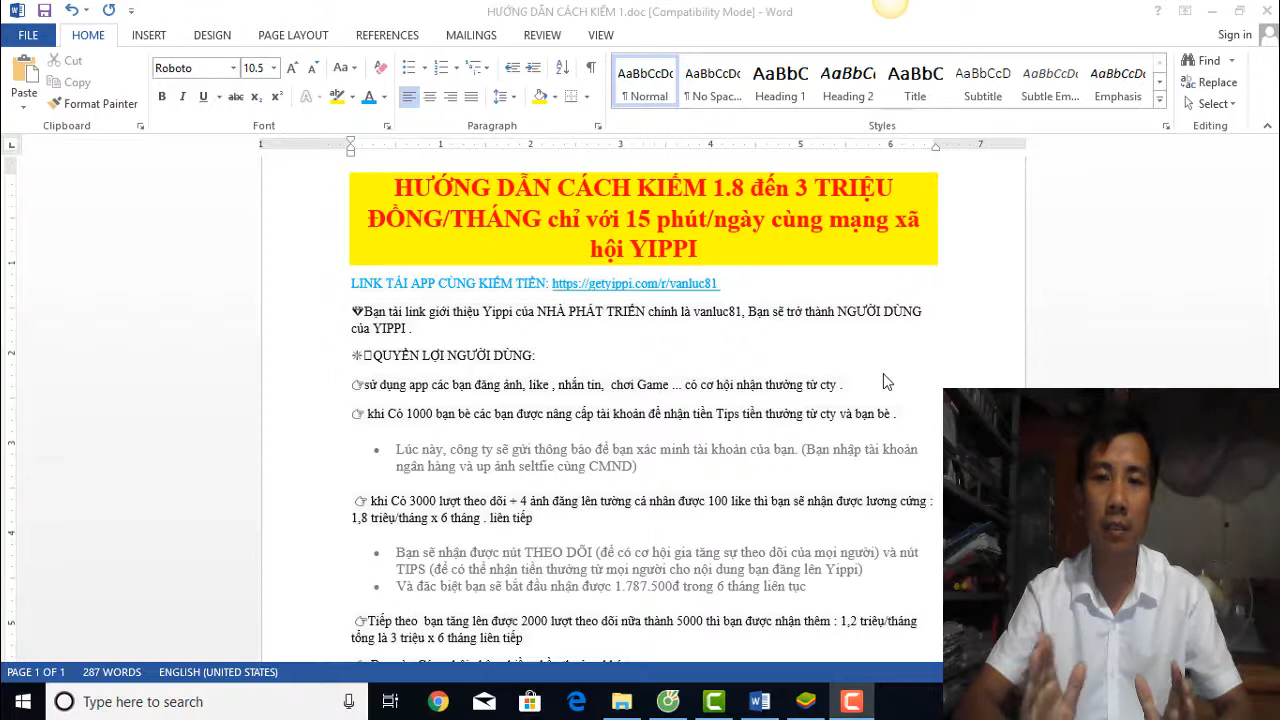 HƯỚNG DẪN CÁCH KIẾM 1.doc [Compatibility Mode] - Word
?
FILE HOME INSERT DESIGN PAGE LAYOUT REFERENCES MAILINGS REVIEW VIEW Sign in
Paste
Cut
Copy
Format Painter
Clipboard
Roboto 10.5
B I U abc x₂ x²
Font
Paragraph
AaBbCcDc AaBbCcDc AaBbC AaBbCc AaBbC AaBbCcD AaBbCcDc AaBbCcDc
¶ Normal ¶ No Spac... Heading 1 Heading 2 Title Subtitle Subtle Em... Emphasis
Styles
Find
Replace
Select
Editing
1 1 2 3 4 5 6 7
HƯỚNG DẪN CÁCH KIẾM 1.8 đến 3 TRIỆU
ĐỒNG/THÁNG chỉ với 15 phút/ngày cùng mạng xã
hội YIPPI
LINK TẢI APP CÙNG KIẾM TIỀN: https://getyippi.com/r/vanluc81
Bạn tải link giới thiệu Yippi của NHÀ PHÁT TRIỂN chính là vanluc81, Bạn sẽ trở thành NGƯỜI DÙNG
của YIPPI .
QUYỀN LỢI NGƯỜI DÙNG:
sử dụng app các bạn đăng ảnh, like , nhắn tin, chơi Game ... có cơ hội nhận thưởng từ cty .
khi Có 1000 bạn bè các bạn được nâng cấp tài khoản để nhận tiền Tips tiền thưởng từ cty và bạn bè .
• Lúc này, công ty sẽ gửi thông báo để bạn xác minh tài khoản của bạn. (Bạn nhập tài khoản
ngân hàng và up ảnh seltfie cùng CMND)
khi Có 3000 lượt theo dõi + 4 ảnh đăng lên tường cá nhân được 100 like thì bạn sẽ nhận được lương cứng :
1,8 triệu/tháng x 6 tháng . liên tiếp
• Bạn sẽ nhận được nút THEO DÕI (để có cơ hội gia tăng sự theo dõi của mọi người) và nút
TIPS (để có thể nhận tiền thưởng từ mọi người cho nội dung bạn đăng lên Yippi)
• Và đặc biệt bạn sẽ bắt đầu nhận được 1.787.500đ trong 6 tháng liên tục
Tiếp theo bạn tăng lên được 2000 lượt theo dõi nữa thành 5000 thì bạn được nhận thêm : 1,2 triệu/tháng
tổng là 3 triệu x 6 tháng liên tiếp
PAGE 1 OF 1 287 WORDS ENGLISH (UNITED STATES)
Type here to search